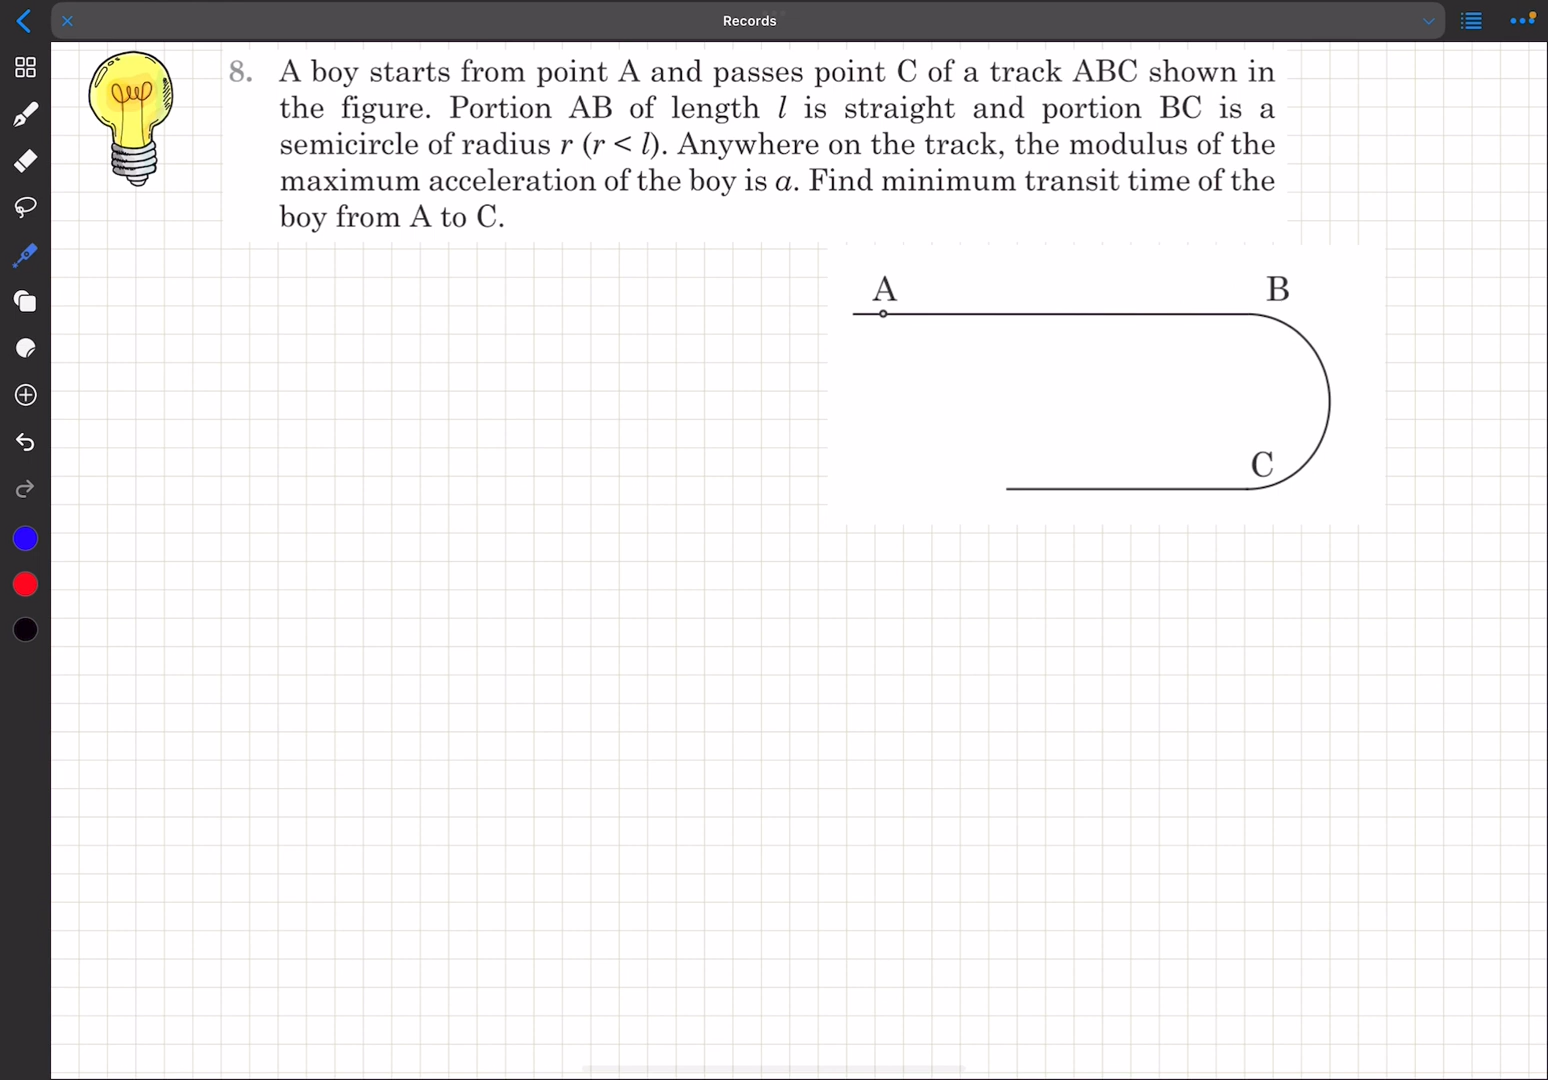 Records
8. A boy starts from point A and passes point C of a track ABC shown in
the figure. Portion AB of length l is straight and portion BC is a
semicircle of radius r (r < l). Anywhere on the track, the modulus of the
maximum acceleration of the boy is a. Find minimum transit time of the
boy from A to C.
A
B
C